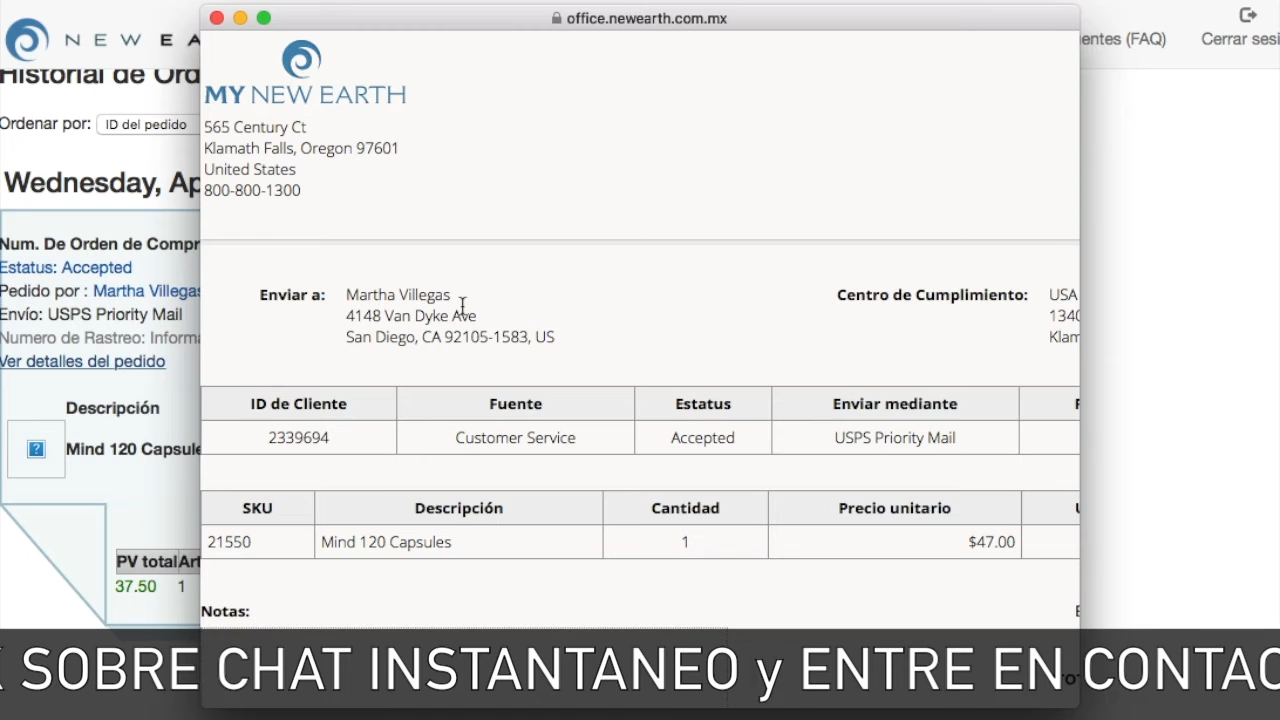 office.newearth.com.mx
NEW EA
entes (FAQ)
Cerrar sesi
Historial de Ord
Ordenar por: ID del pedido
Wednesday, Ap
Num. De Orden de Compr
Estatus: Accepted
Pedido por : Martha Villegas
Envío: USPS Priority Mail
Numero de Rastreo: Informa
Ver detalles del pedido
Descripción
Mind 120 Capsule
PV total Art
37.50 1
MY NEW EARTH
565 Century Ct
Klamath Falls, Oregon 97601
United States
800-800-1300
Enviar a: Martha Villegas
4148 Van Dyke Ave
San Diego, CA 92105-1583, US
Centro de Cumplimiento: USA
1340
Klam
ID de Cliente Fuente Estatus Enviar mediante F
2339694 Customer Service Accepted USPS Priority Mail
SKU Descripción Cantidad Precio unitario
21550 Mind 120 Capsules 1 $47.00
Notas:
SOBRE CHAT INSTANTANEO y ENTRE EN CONTAC